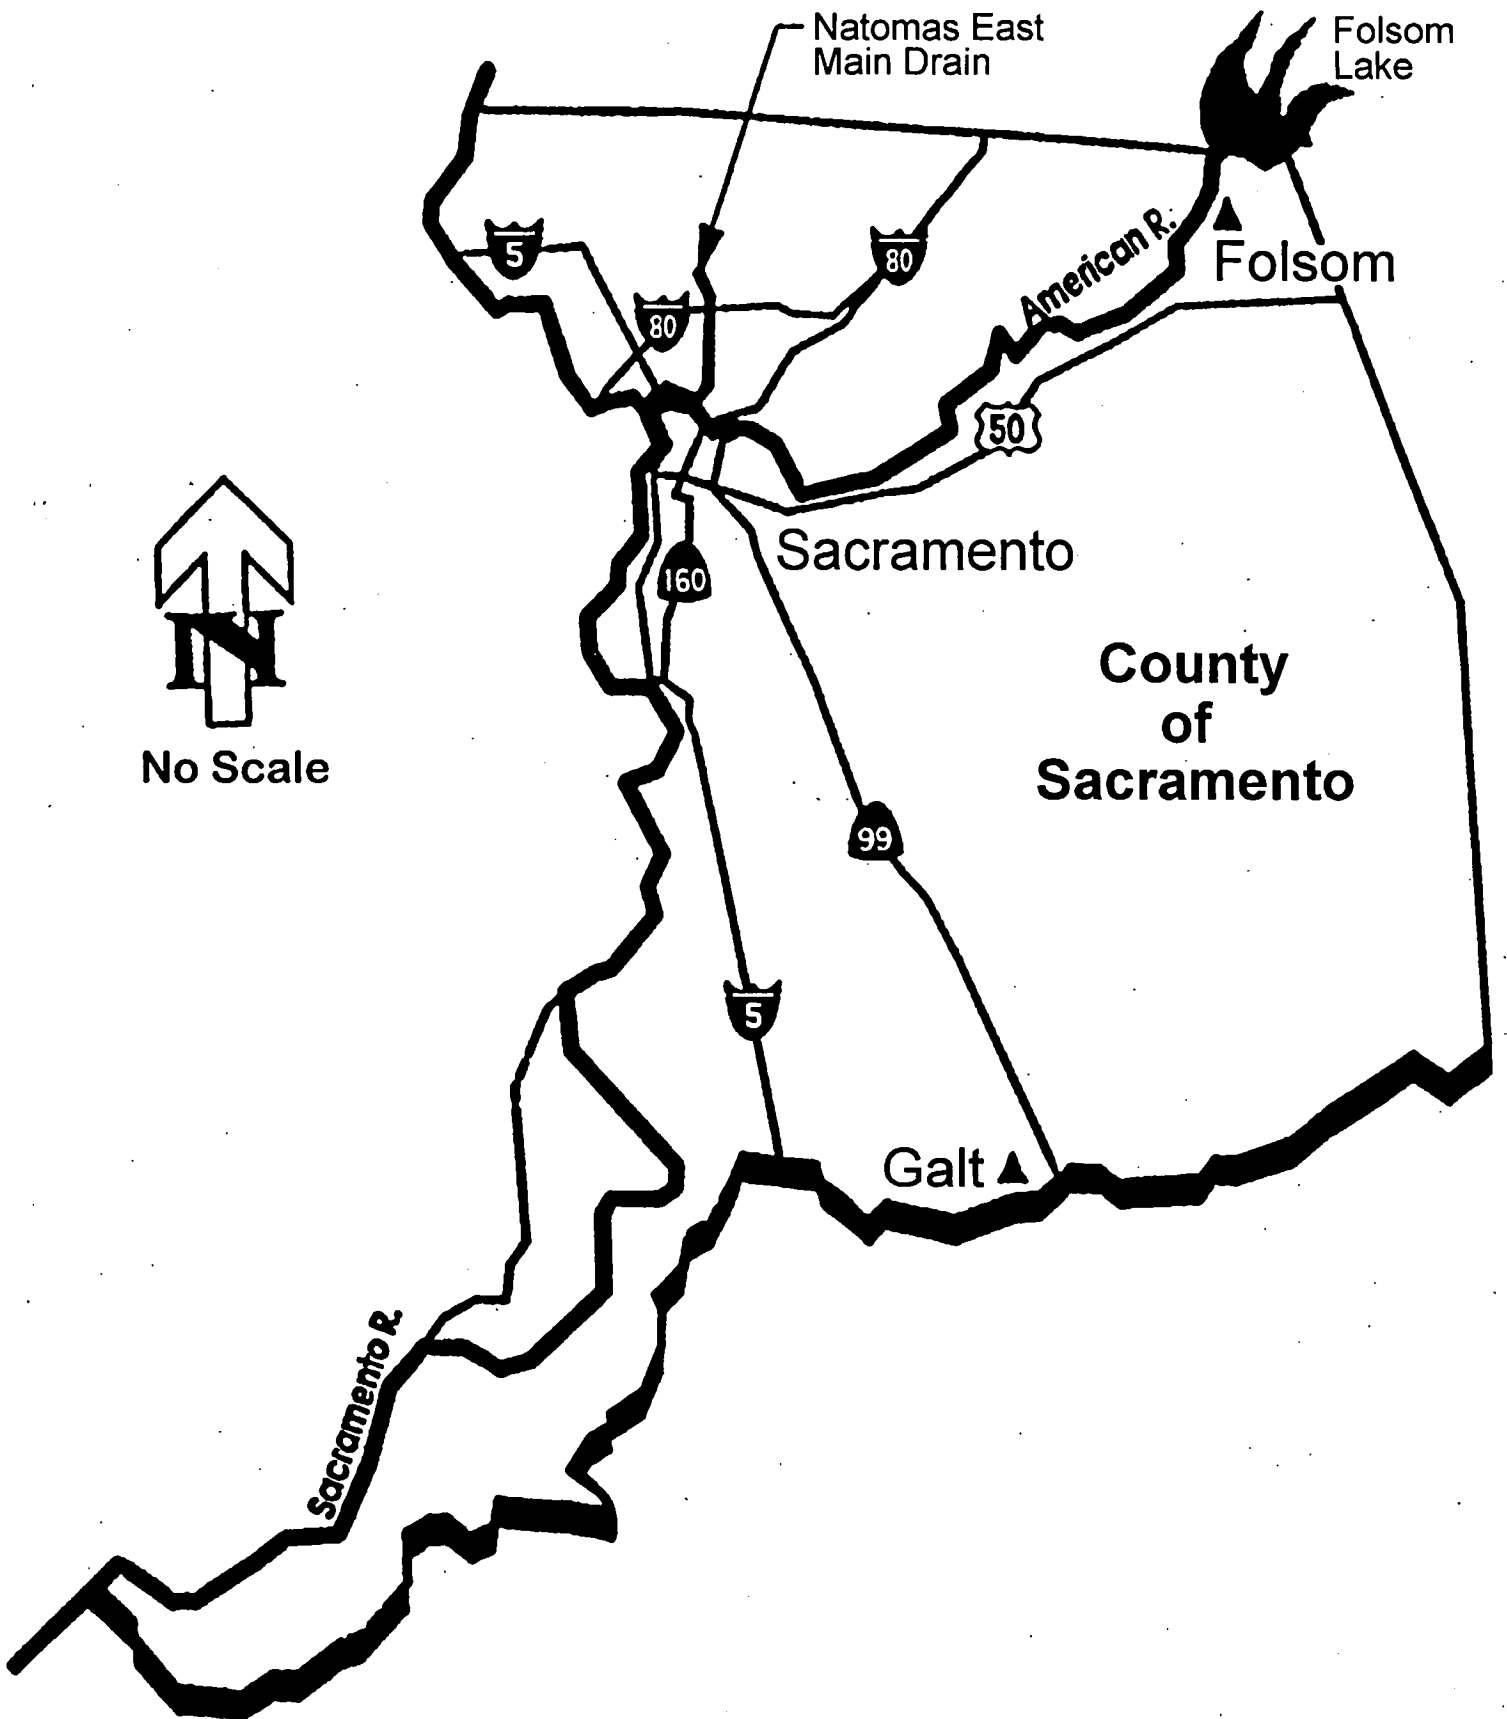 Natomas East
Main Drain
Folsom
Lake
5
80
80
American R.
Folsom
50
Sacramento
160
N
No Scale
County
of
Sacramento
99
5
Galt
Sacramento R.